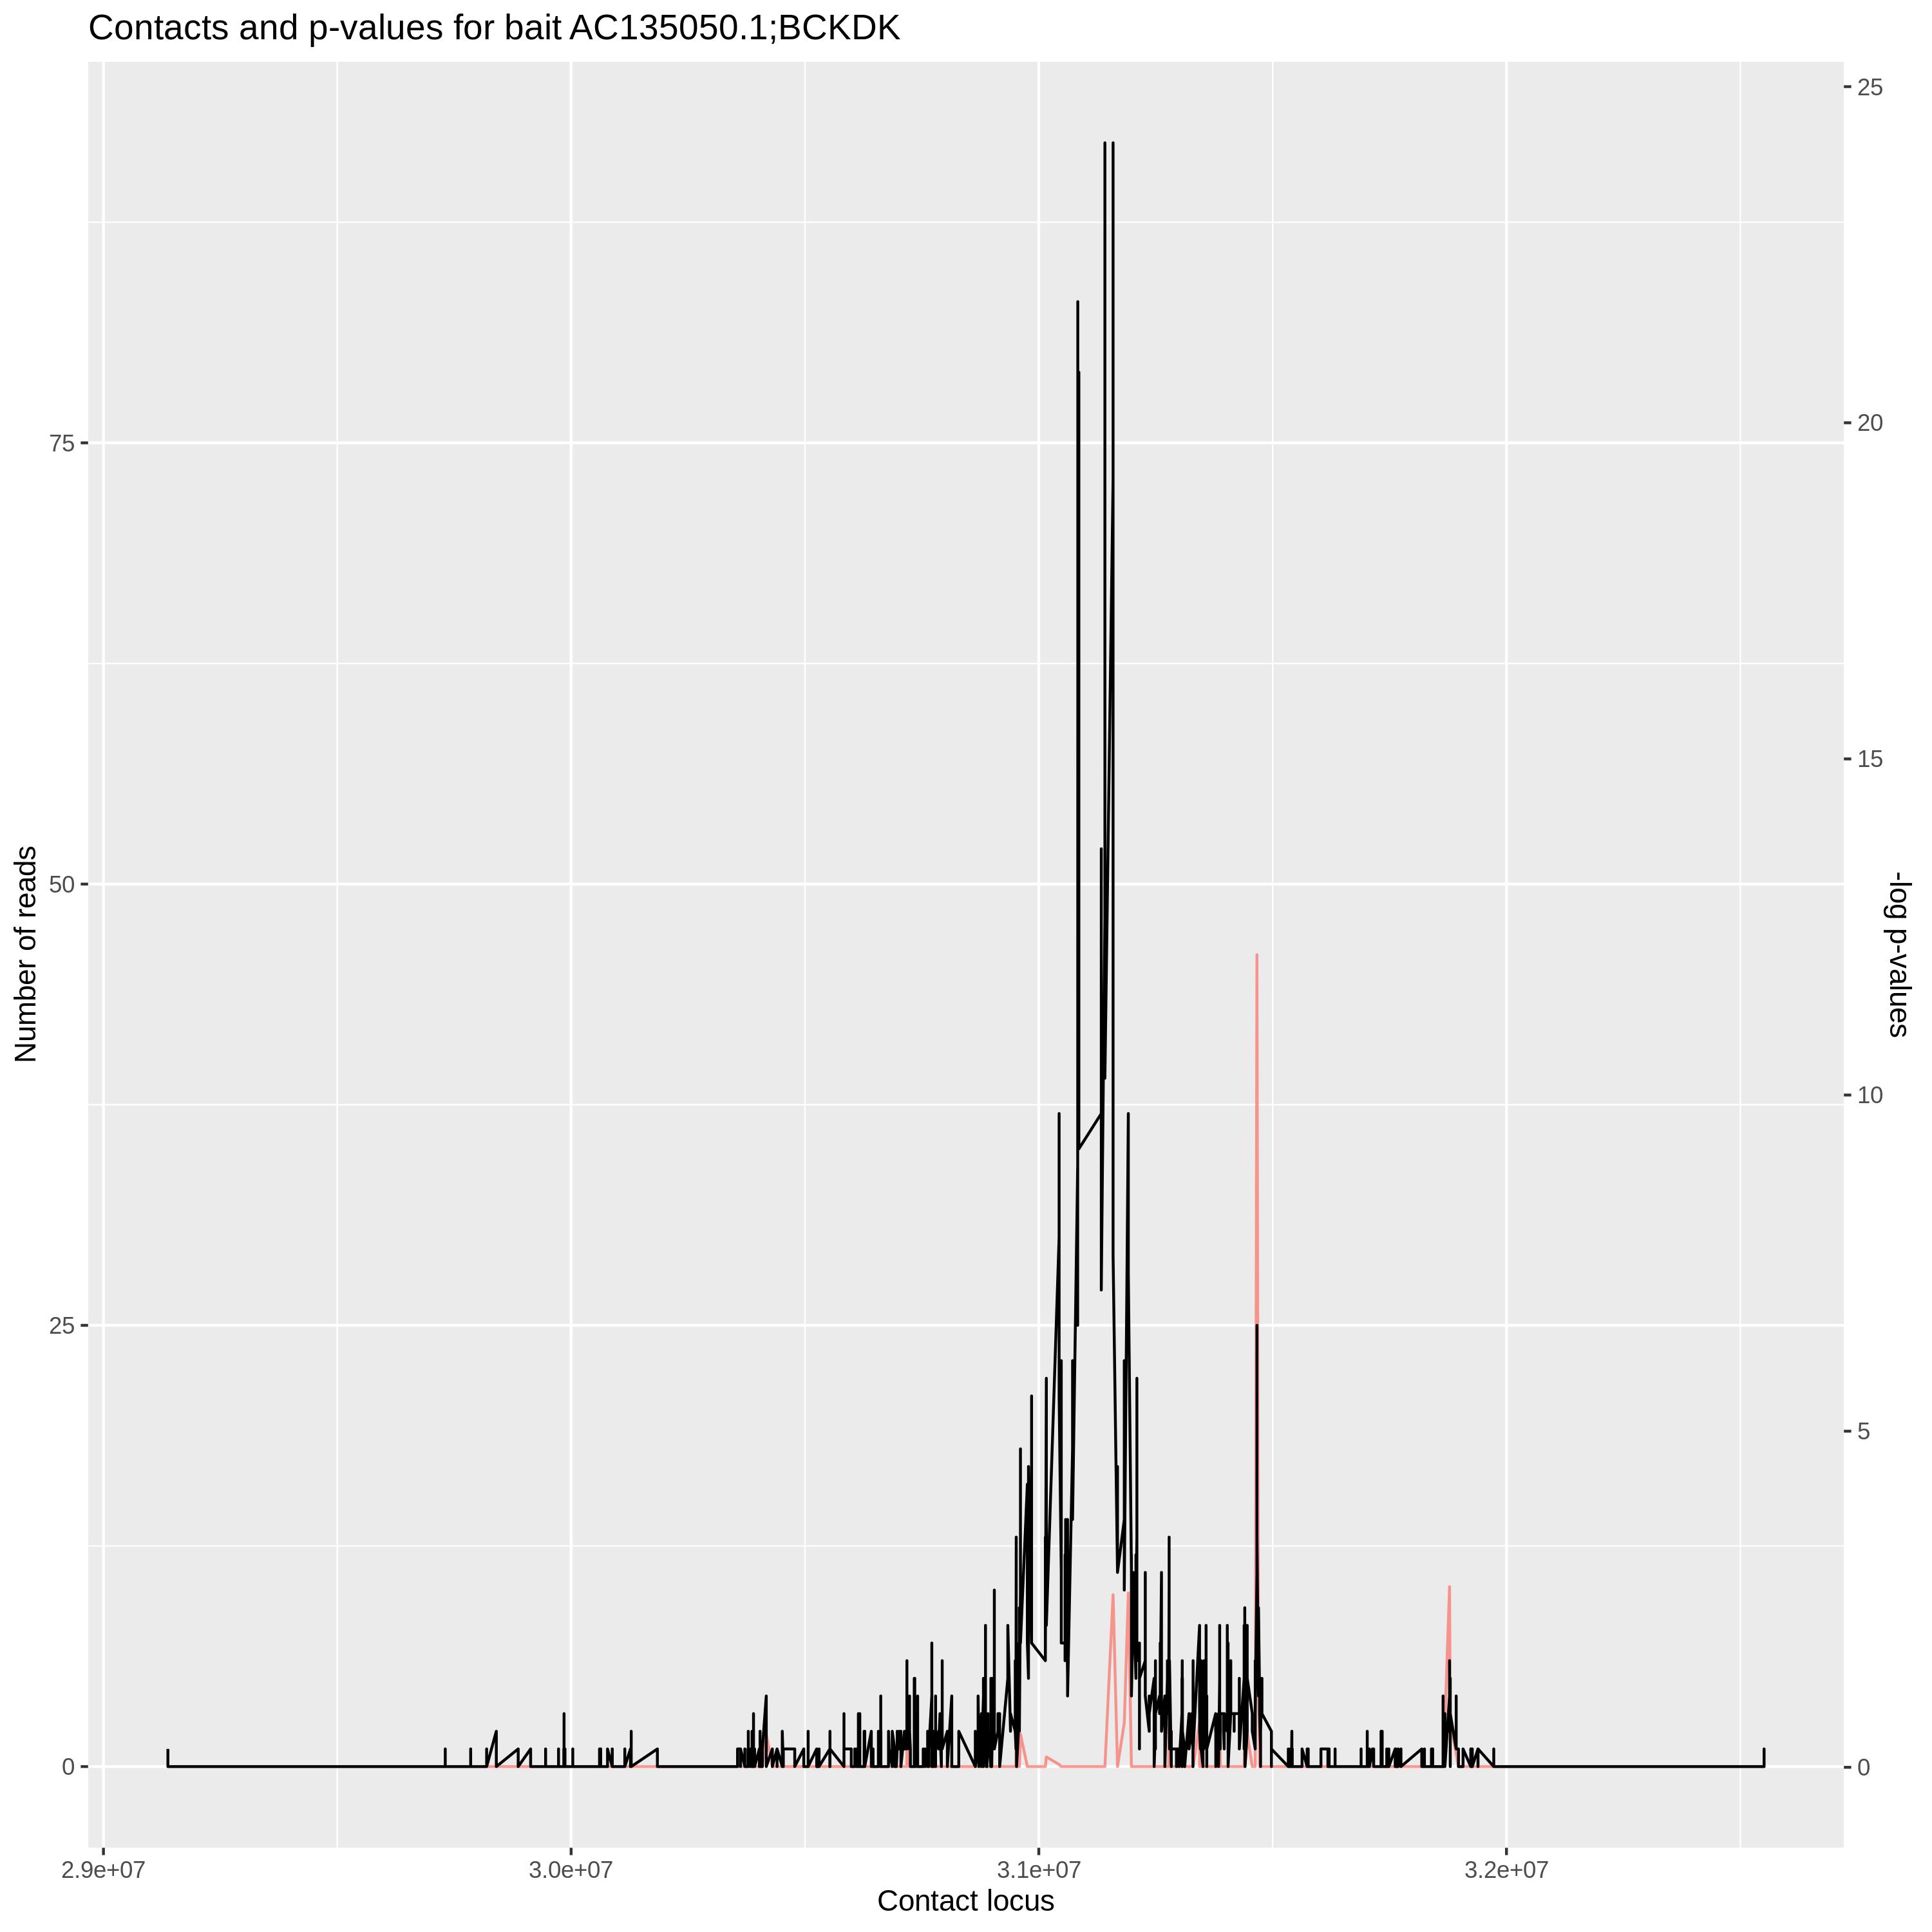 Contacts and p-values for bait AC135050.1;BCKDK
25
20
15
10
5
0
-log p-values
75
50
25
0
Number of reads
2.9e+07 3.0e+07 3.1e+07 3.2e+07
Contact locus